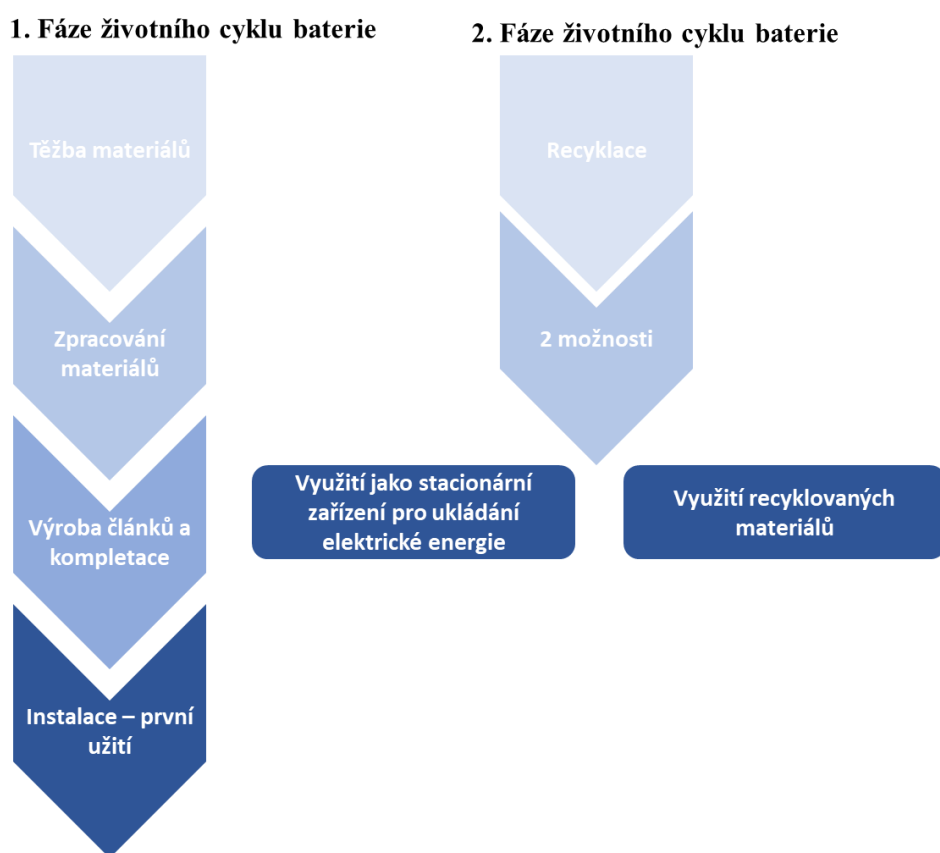 1. Fáze životního cyklu baterie
Těžba materiálů
Zpracování
materiálů
Výroba článků a
kompletace
Instalace – první
užití
2. Fáze životního cyklu baterie
Recyklace
2 možnosti
Využití jako stacionární
zařízení pro ukládání
elektrické energie
Využití recyklovaných
materiálů